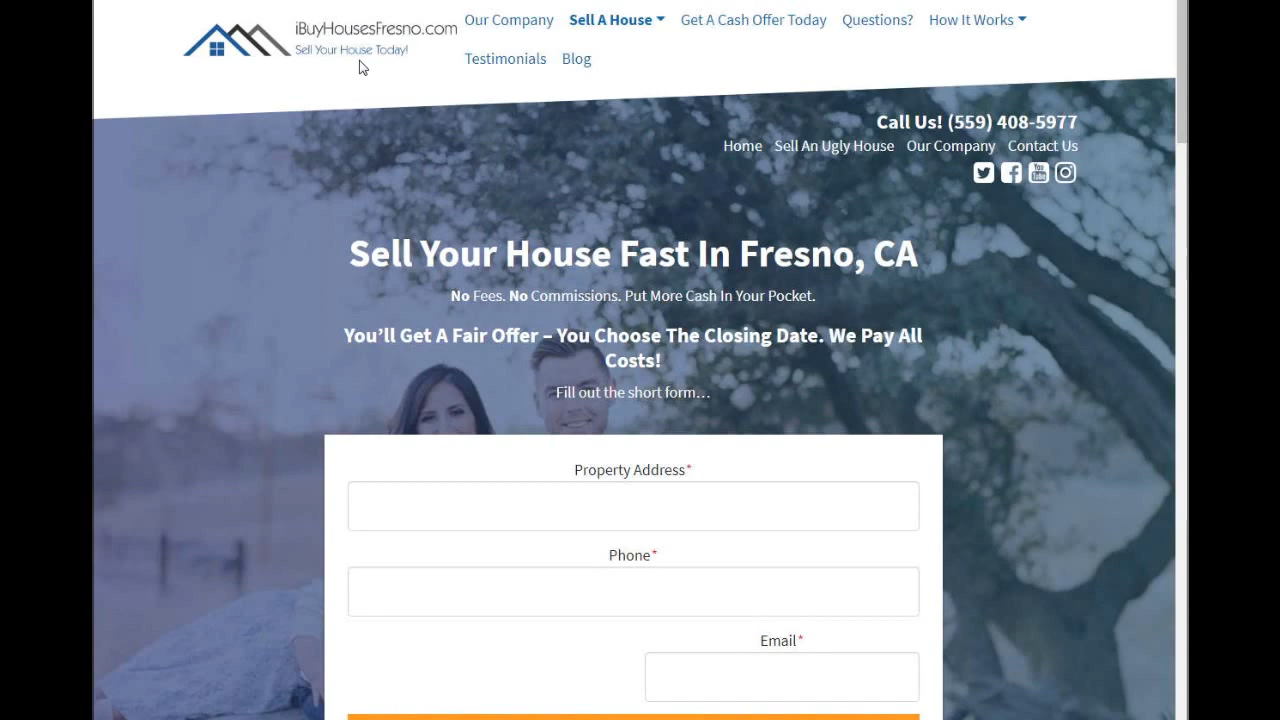 iBuyHousesFresno.com
Sell Your House Today!
Our Company Sell A House Get A Cash Offer Today Questions? How It Works
Testimonials Blog
Call Us! (559) 408-5977
Home Sell An Ugly House Our Company Contact Us
You Tube
Sell Your House Fast In Fresno, CA
No Fees. No Commissions. Put More Cash In Your Pocket.
You’ll Get A Fair Offer – You Choose The Closing Date. We Pay All
Costs!
Fill out the short form…
Property Address*
Phone*
Email*